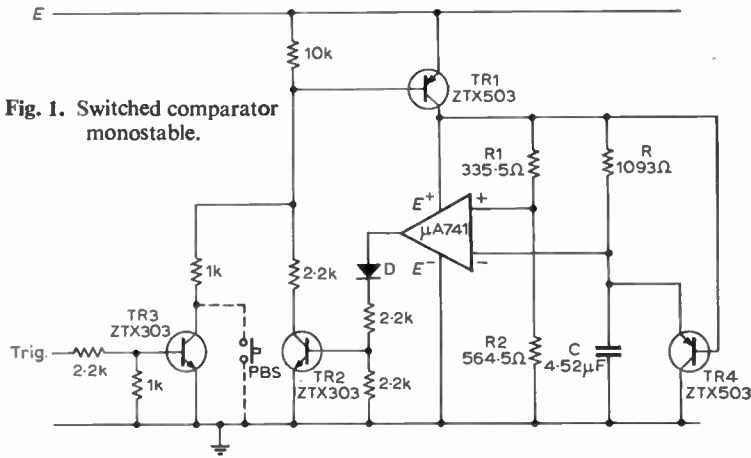 E
10k
TR1
ZTX503
Fig. 1. Switched comparator
monostable.
R1
335·5Ω
R
1093Ω
E+
+
μA741
E−
−
1k
2·2k
D
2·2k
TR3
ZTX303
Trig.
2·2k
1k
PBS
TR2
ZTX303
2·2k
R2
564·5Ω
C
4·52μF
TR4
ZTX503